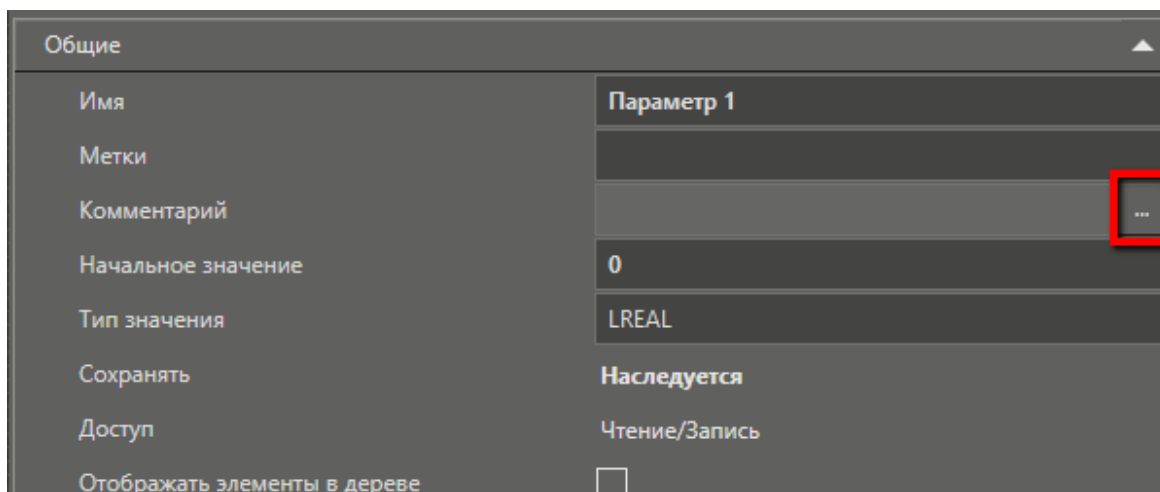 Общие
Имя Параметр 1
Метки
Комментарий ...
Начальное значение 0
Тип значения LREAL
Сохранять Наследуется
Доступ Чтение/Запись
Отображать элементы в дереве